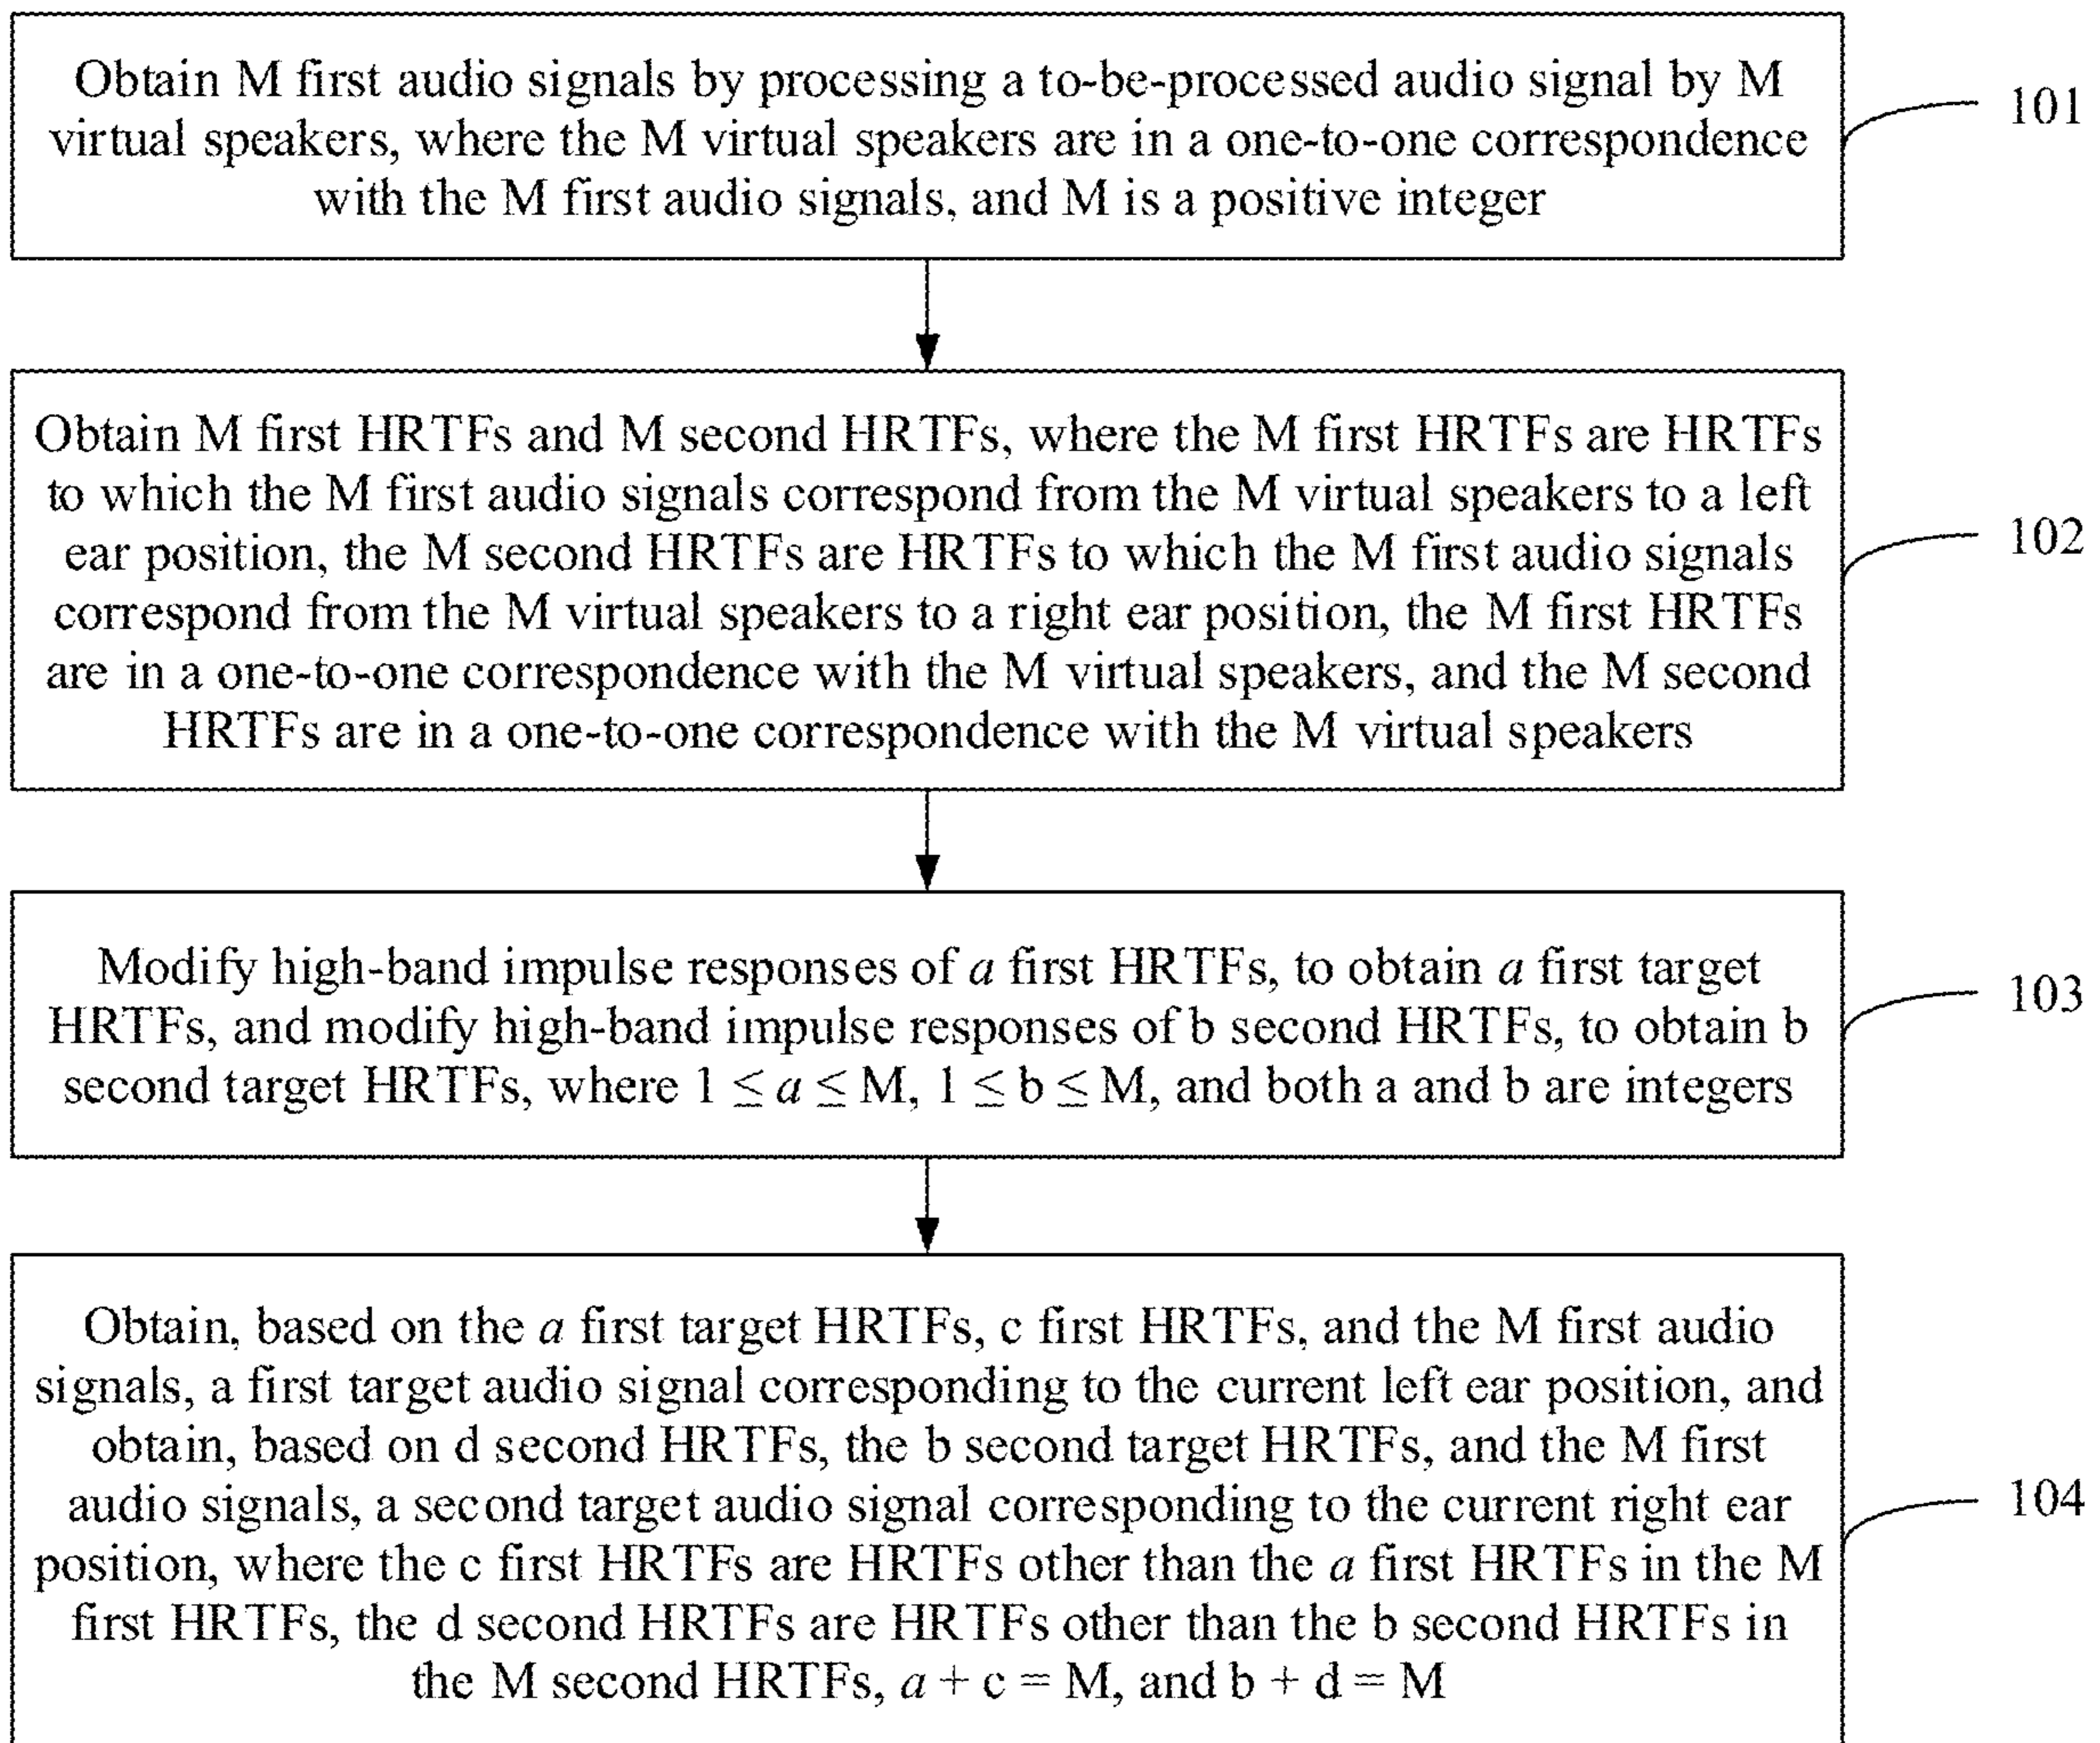 Obtain M first audio signals by processing a to-be-processed audio signal by M
virtual speakers, where the M virtual speakers are in a one-to-one correspondence
with the M first audio signals, and M is a positive integer
101
Obtain M first HRTFs and M second HRTFs, where the M first HRTFs are HRTFs
to which the M first audio signals correspond from the M virtual speakers to a left
ear position, the M second HRTFs are HRTFs to which the M first audio signals
correspond from the M virtual speakers to a right ear position, the M first HRTFs
are in a one-to-one correspondence with the M virtual speakers, and the M second
HRTFs are in a one-to-one correspondence with the M virtual speakers
102
Modify high-band impulse responses of a first HRTFs, to obtain a first target
HRTFs, and modify high-band impulse responses of b second HRTFs, to obtain b
second target HRTFs, where 1 ≤ a ≤ M, 1 ≤ b ≤ M, and both a and b are integers
103
Obtain, based on the a first target HRTFs, c first HRTFs, and the M first audio
signals, a first target audio signal corresponding to the current left ear position, and
obtain, based on d second HRTFs, the b second target HRTFs, and the M first
audio signals, a second target audio signal corresponding to the current right ear
position, where the c first HRTFs are HRTFs other than the a first HRTFs in the M
first HRTFs, the d second HRTFs are HRTFs other than the b second HRTFs in
the M second HRTFs, a + c = M, and b + d = M
104